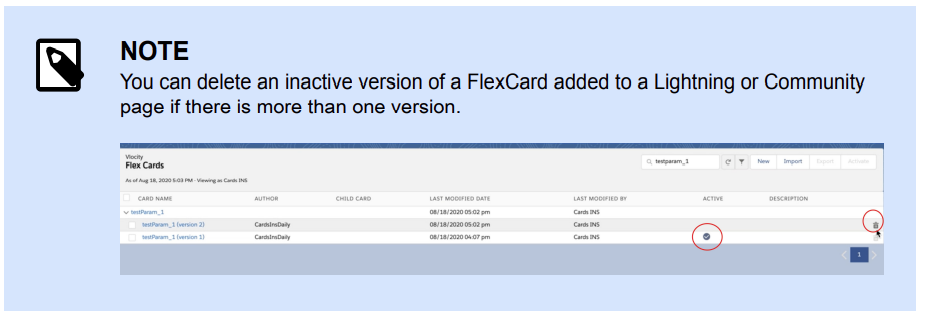 NOTE
You can delete an inactive version of a FlexCard added to a Lightning or Community
page if there is more than one version.
Vlocity
Flex Cards
testparam_1 New Import Export Activate
As of Aug 18, 2020 5:03 PM - Viewing as Cards INS
CARD NAME AUTHOR CHILD CARD LAST MODIFIED DATE LAST MODIFIED BY ACTIVE DESCRIPTION
testParam_1 08/18/2020 05:02 pm Cards INS
testParam_1 (version 2) CardsInsDaily 08/18/2020 05:02 pm Cards INS
testParam_1 (version 1) CardsInsDaily 08/18/2020 04:07 pm Cards INS
1